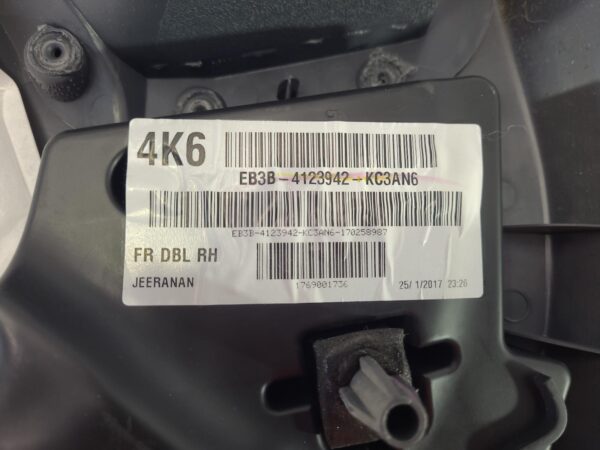 4K6
EB3B-4123942-KC3AN6
EB3B-4123942-KC3AN6-170258987
FR DBL RH
JEERANAN
1769001736
25/ 1/2017 23:26